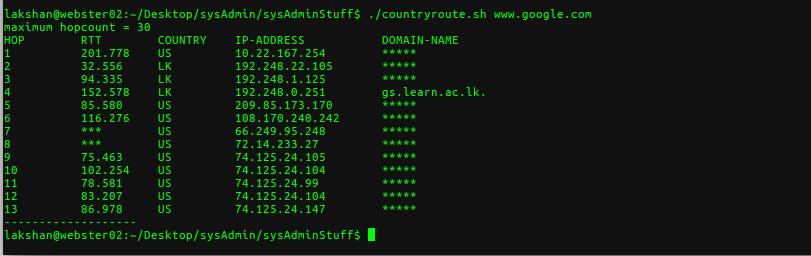 lakshan@webster02:~/Desktop/sysAdmin/sysAdminStuff$ ./countryroute.sh www.google.com
maximum hopcount = 30
HOP RTT COUNTRY IP-ADDRESS DOMAIN-NAME
1 201.778 US 10.22.167.254 *****
2 32.556 LK 192.248.22.105 *****
3 94.335 LK 192.248.1.125 *****
4 152.578 LK 192.248.0.251 gs.learn.ac.lk.
5 85.580 US 209.85.173.170 *****
6 116.276 US 108.170.240.242 *****
7 *** US 66.249.95.248 *****
8 *** US 72.14.233.27 *****
9 75.463 US 74.125.24.105 *****
10 102.254 US 74.125.24.104 *****
11 78.581 US 74.125.24.99 *****
12 83.207 US 74.125.24.104 *****
13 86.978 US 74.125.24.147 *****
-------------------
lakshan@webster02:~/Desktop/sysAdmin/sysAdminStuff$